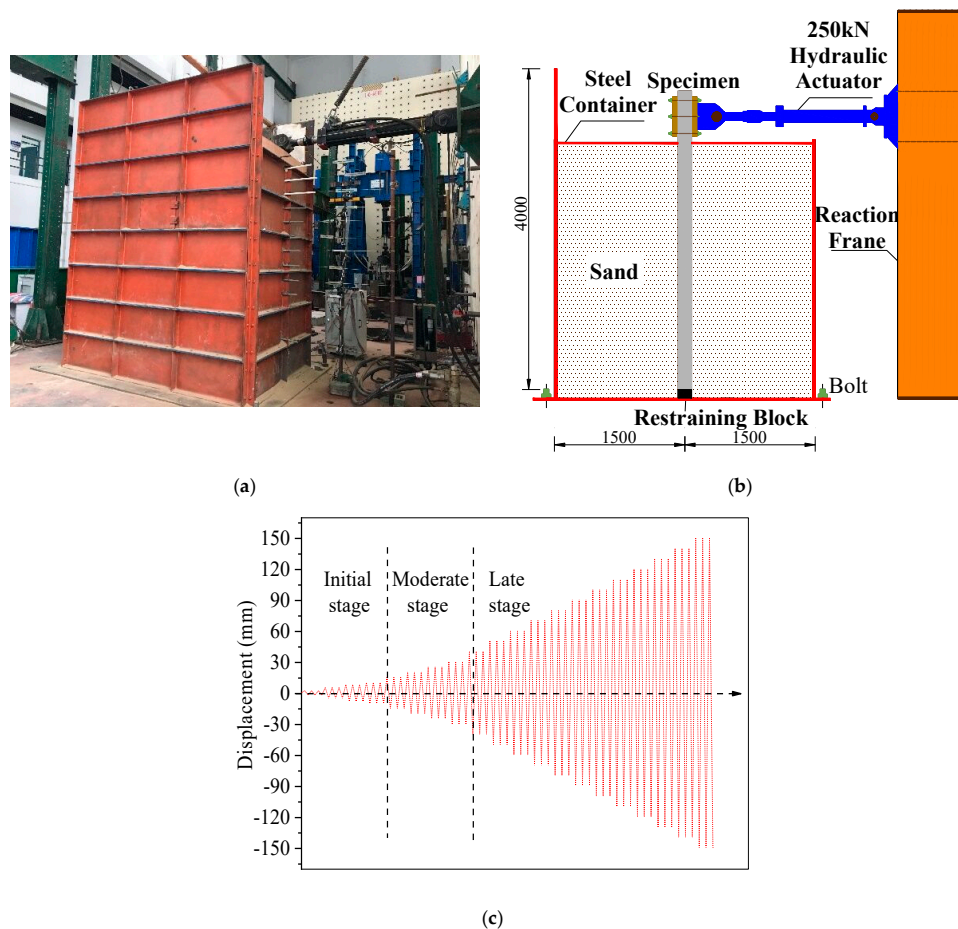 250kN
Hydraulic
Actuator
Steel
Container
Specimen
4000
Reaction
Frane
Sand
Bolt
Restraining Block
1500
1500
(a)
(b)
150
120
90
60
30
0
-30
-60
-90
-120
-150
Displacement (mm)
Initial
stage
Moderate
stage
Late
stage
(c)